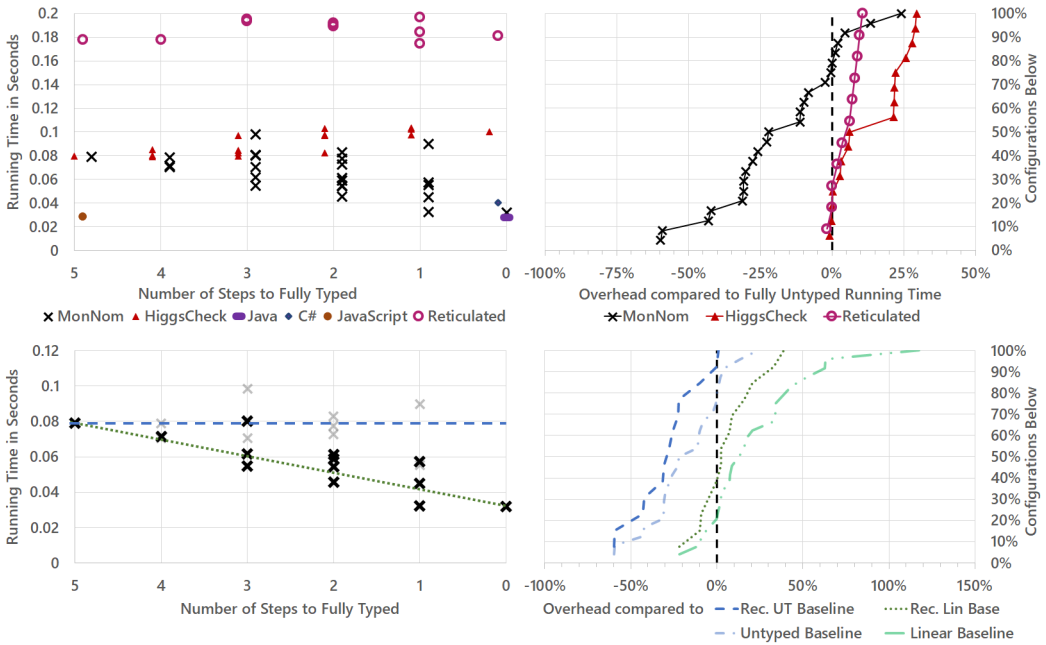 Running Time in Seconds
0.2
0.18
0.16
0.14
0.12
0.1
0.08
0.06
0.04
0.02
0
5 4 3 2 1 0
Number of Steps to Fully Typed
MonNom HiggsCheck Java C# JavaScript Reticulated
100%
90%
80%
70%
60%
50%
40%
30%
20%
10%
0%
Configurations Below
-100% -75% -50% -25% 0% 25% 50%
Overhead compared to Fully Untyped Running Time
MonNom HiggsCheck Reticulated
Running Time in Seconds
0.12
0.1
0.08
0.06
0.04
0.02
0
5 4 3 2 1 0
Number of Steps to Fully Typed
100%
90%
80%
70%
60%
50%
40%
30%
20%
10%
0%
Configurations Below
-100% -50% 0% 50% 100% 150%
Overhead compared to Rec. UT Baseline Rec. Lin Base
Untyped Baseline Linear Baseline